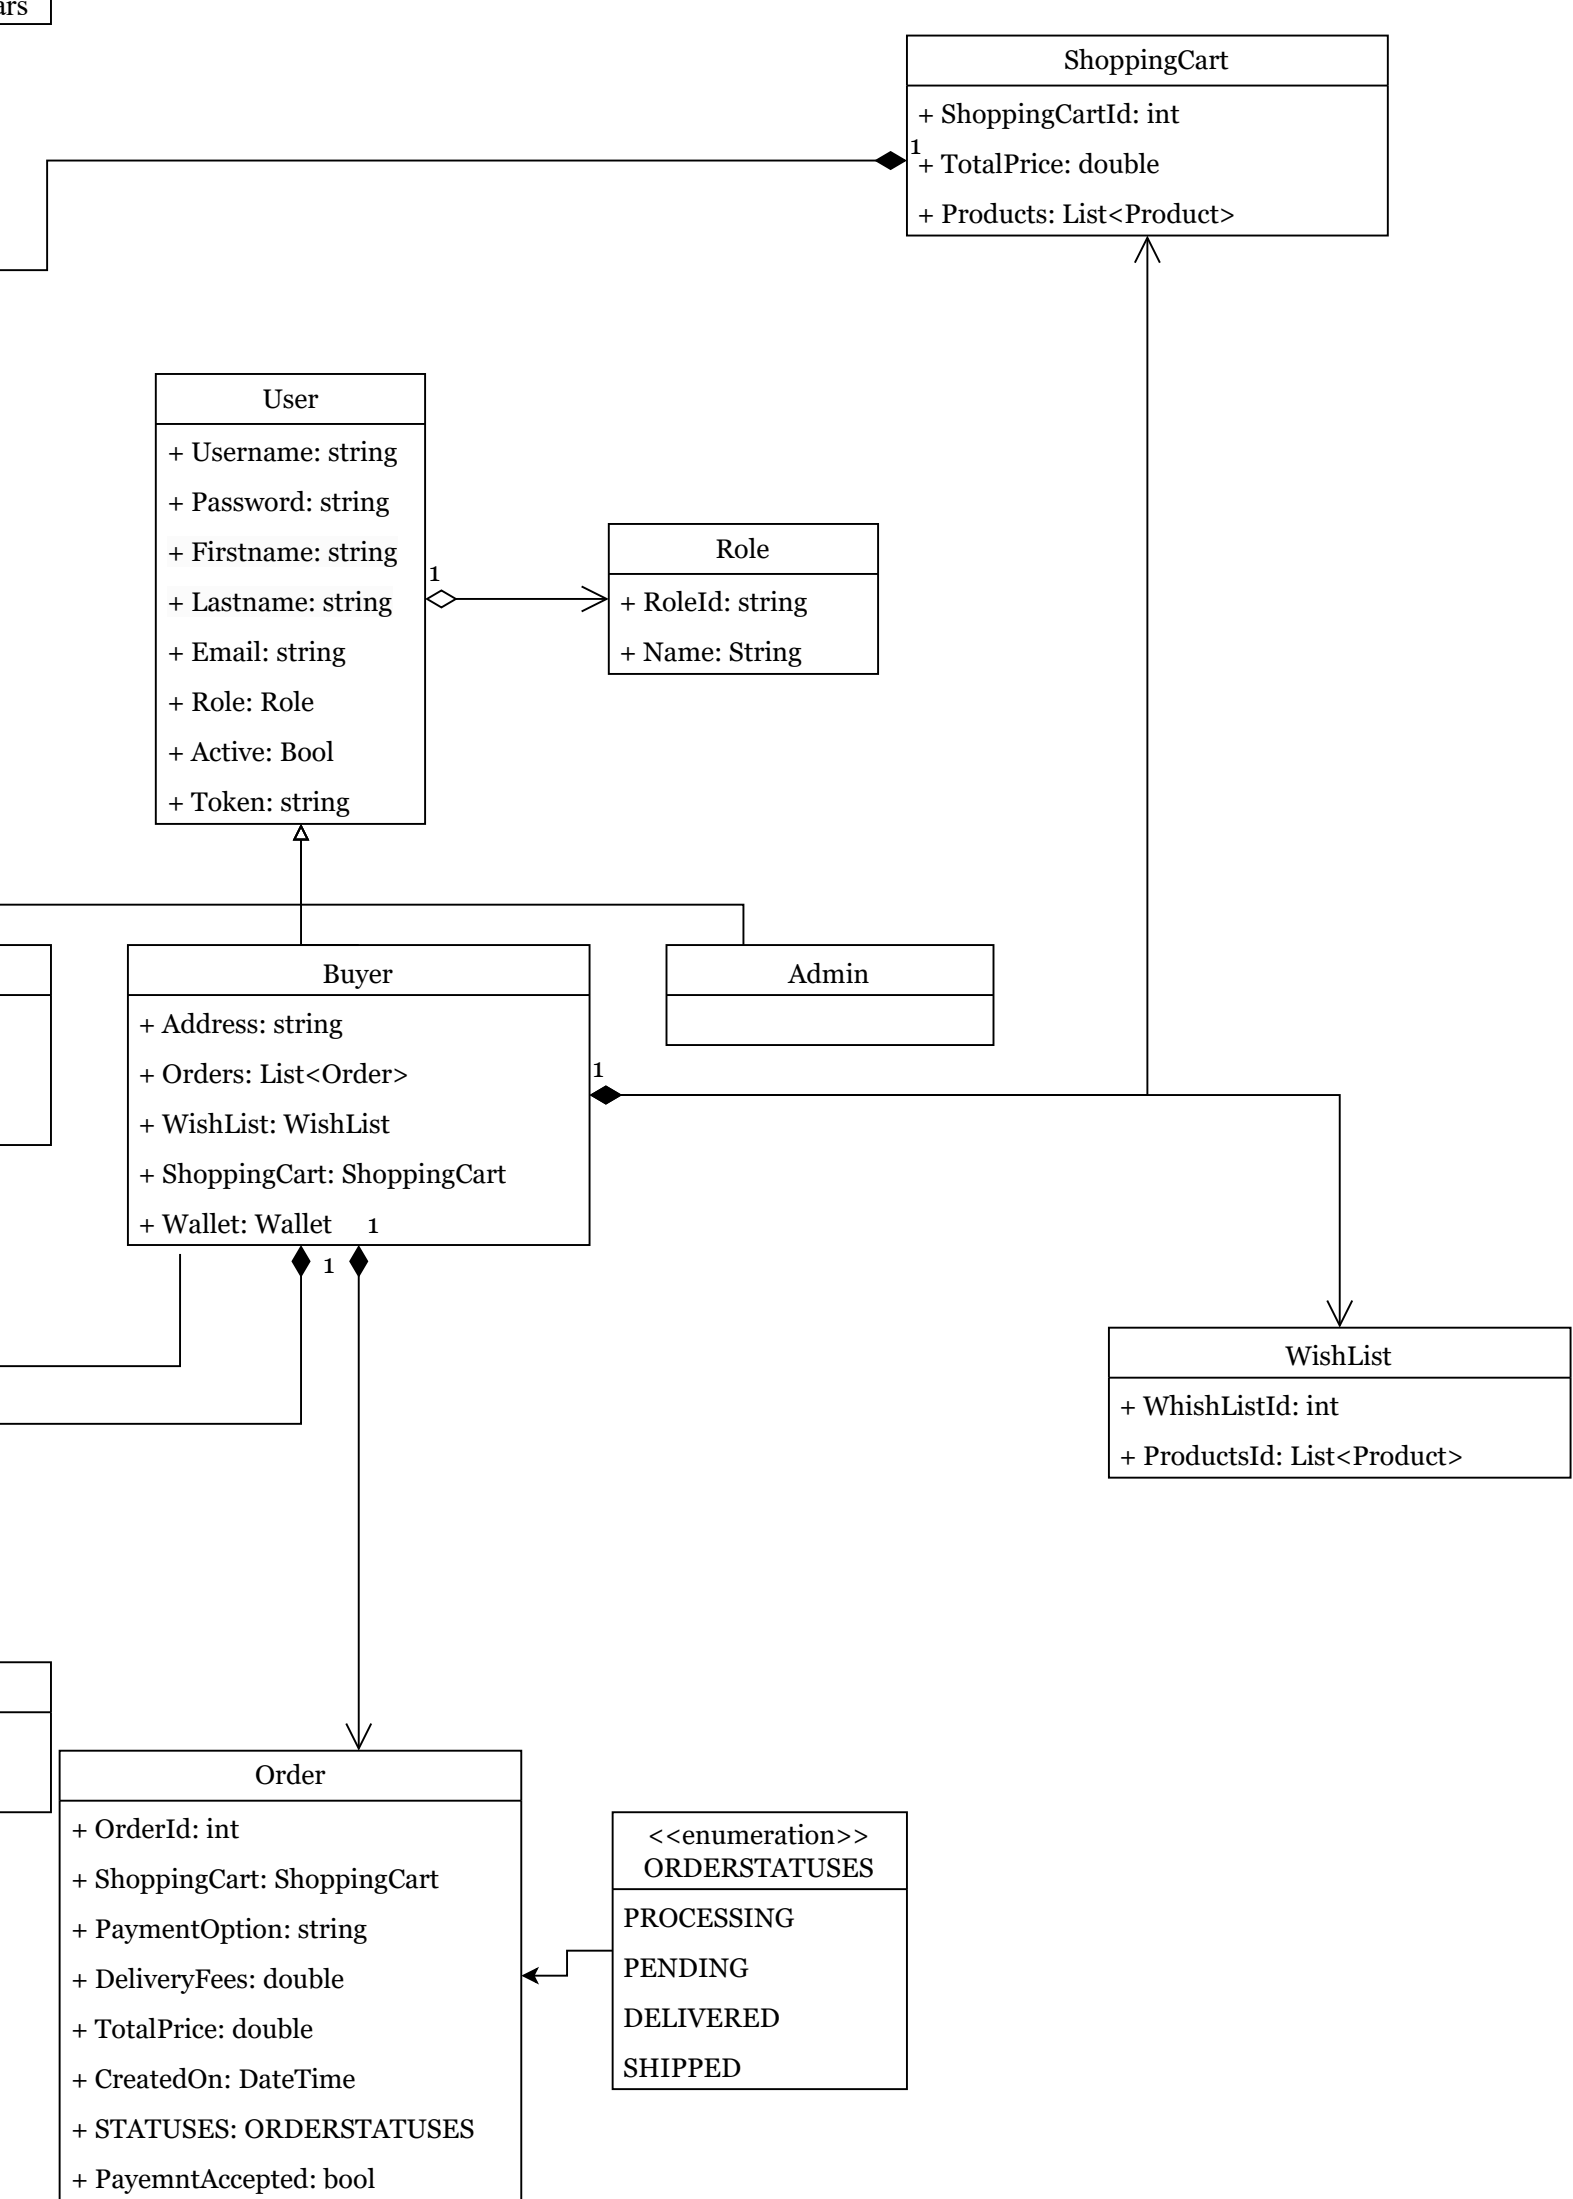 ShoppingCart
+ ShoppingCartId: int
1
+ TotalPrice: double
+ Products: List<Product>
User
+ Username: string
+ Password: string
+ Firstname: string
+ Lastname: string
+ Email: string
+ Role: Role
+ Active: Bool
+ Token: string
1
Role
+ RoleId: string
+ Name: String
Buyer
+ Address: string
+ Orders: List<Order>
+ WishList: WishList
+ ShoppingCart: ShoppingCart
+ Wallet: Wallet
1
1
1
Admin
WishList
+ WhishListId: int
+ ProductsId: List<Product>
Order
+ OrderId: int
+ ShoppingCart: ShoppingCart
+ PaymentOption: string
+ DeliveryFees: double
+ TotalPrice: double
+ CreatedOn: DateTime
+ STATUSES: ORDERSTATUSES
+ PayemntAccepted: bool
<<enumeration>>
ORDERSTATUSES
PROCESSING
PENDING
DELIVERED
SHIPPED